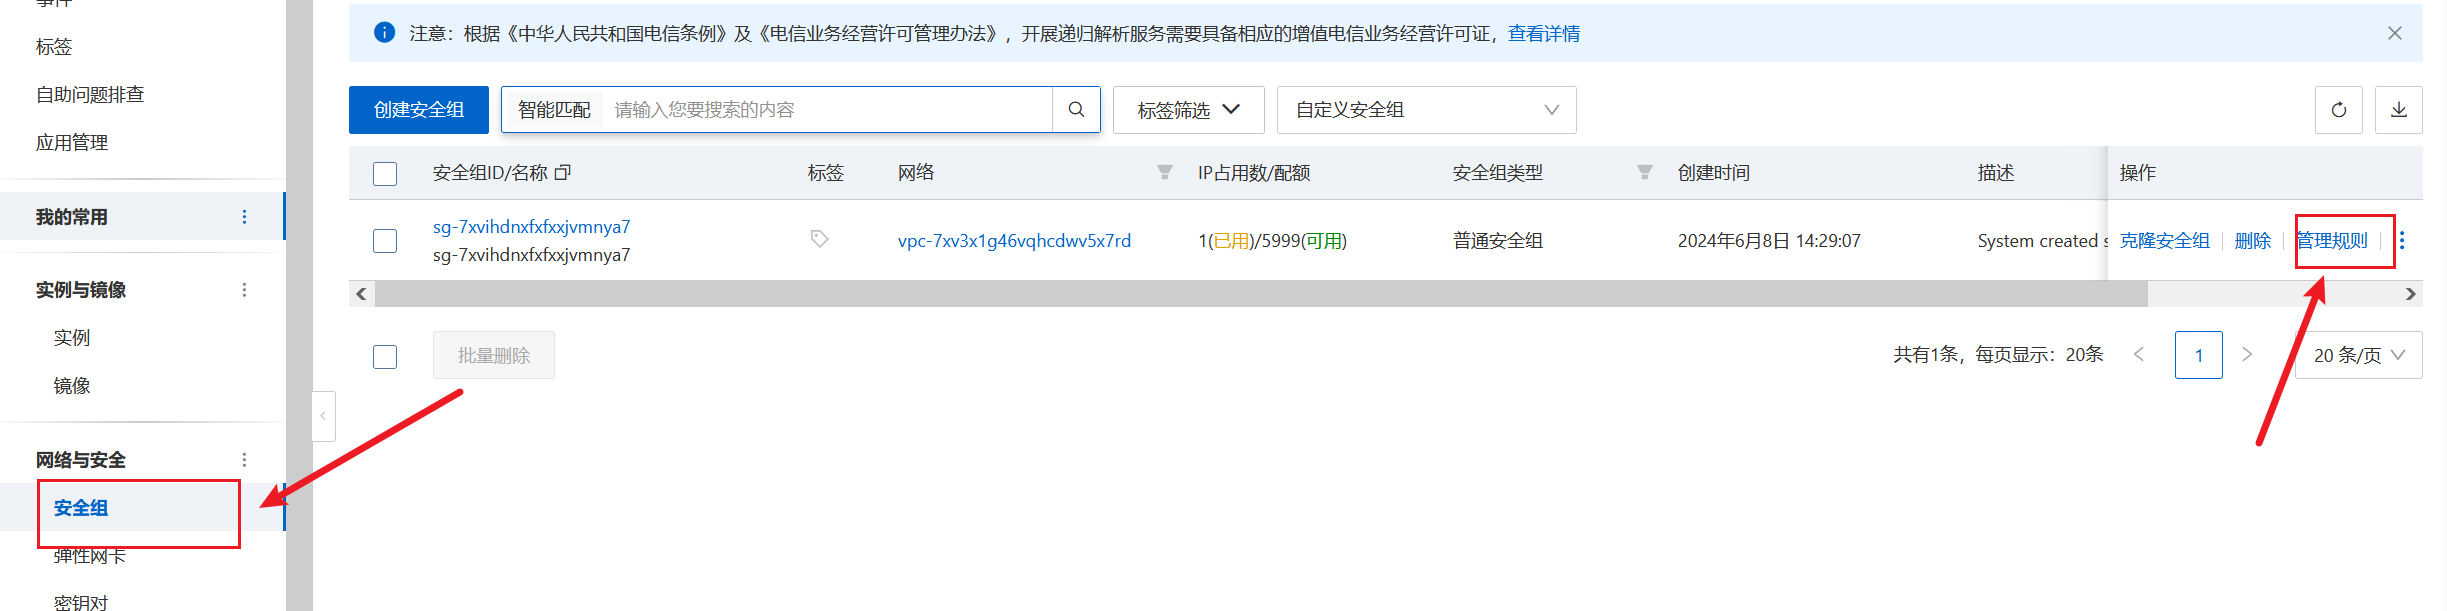 事件
标签
自助问题排查
应用管理
我的常用
实例与镜像
实例
镜像
网络与安全
安全组
弹性网卡
密钥对
注意：根据《中华人民共和国电信条例》及《电信业务经营许可管理办法》，开展递归解析服务需要具备相应的增值电信业务经营许可证，查看详情
创建安全组 智能匹配 请输入您要搜索的内容 标签筛选 自定义安全组
安全组ID/名称 标签 网络 IP占用数/配额 安全组类型 创建时间 描述 操作
sg-7xvihdnxfxfxxjvmnya7
sg-7xvihdnxfxfxxjvmnya7
vpc-7xv3x1g46vqhcdwv5x7rd 1(已用)/5999(可用) 普通安全组 2024年6月8日 14:29:07 System created s 克隆安全组 删除 管理规则
批量删除 共有1条，每页显示：20条 1 20 条/页